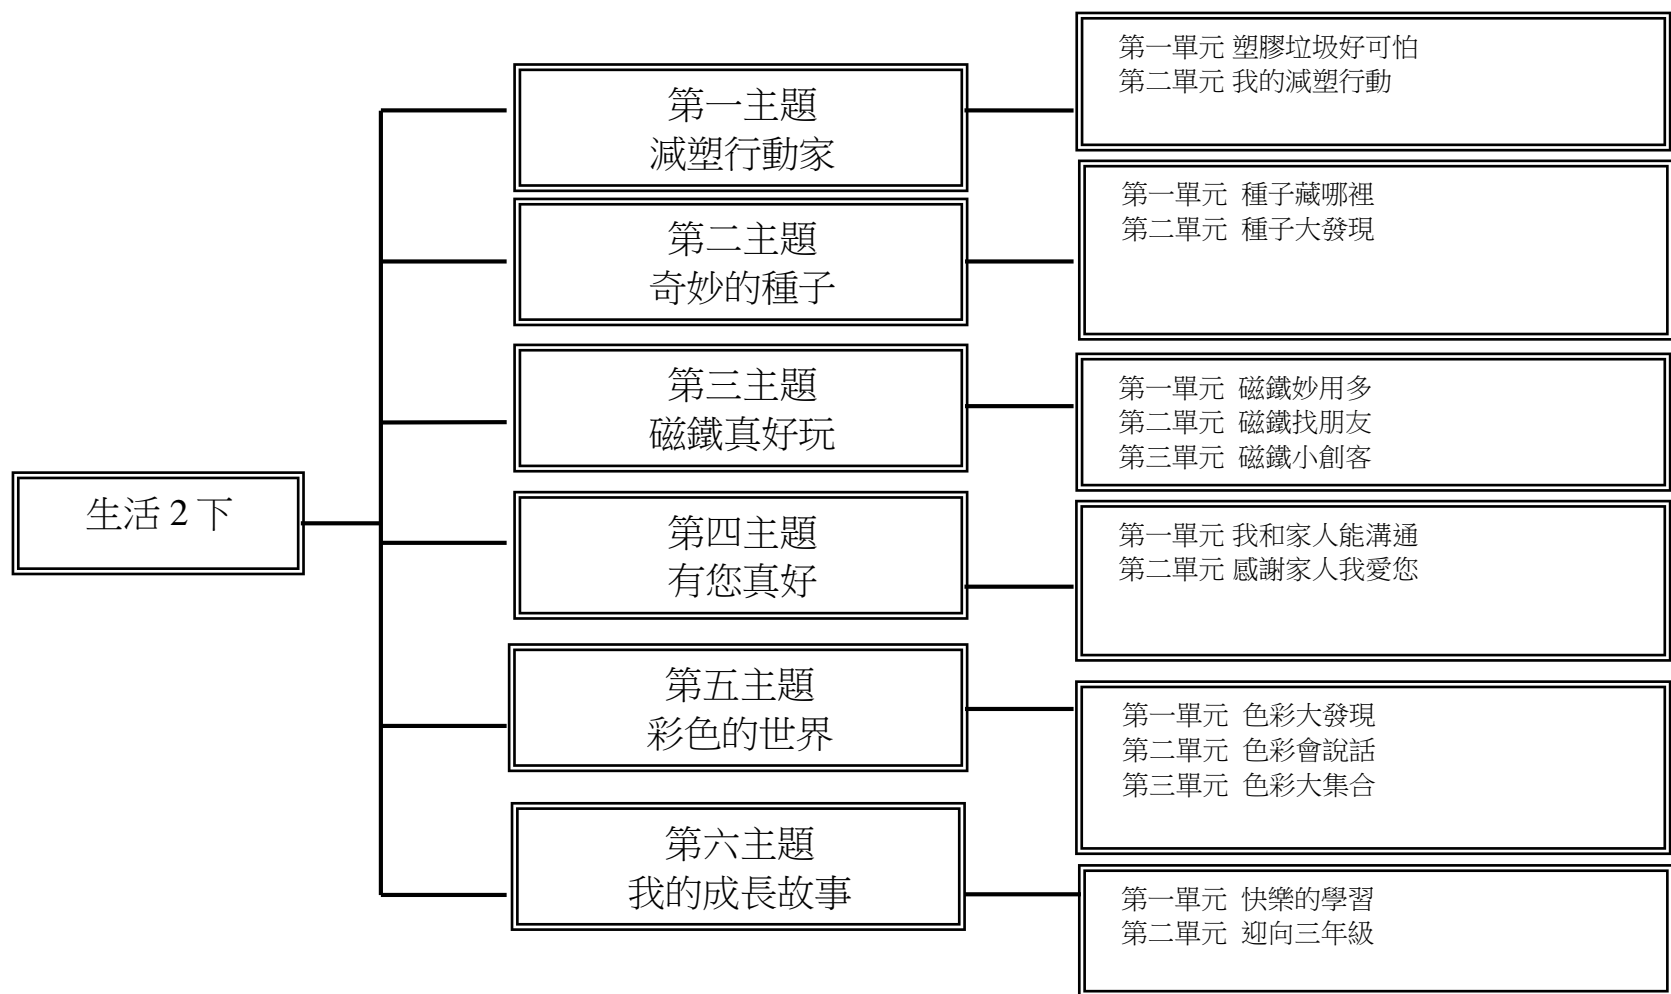 生活 2 下
第一主題
減塑行動家
第一單元 塑膠垃圾好可怕
第二單元 我的減塑行動
第二主題
奇妙的種子
第一單元 種子藏哪裡
第二單元 種子大發現
第三主題
磁鐵真好玩
第一單元 磁鐵妙用多
第二單元 磁鐵找朋友
第三單元 磁鐵小創客
第四主題
有您真好
第一單元 我和家人能溝通
第二單元 感謝家人我愛您
第五主題
彩色的世界
第一單元 色彩大發現
第二單元 色彩會說話
第三單元 色彩大集合
第六主題
我的成長故事
第一單元 快樂的學習
第二單元 迎向三年級